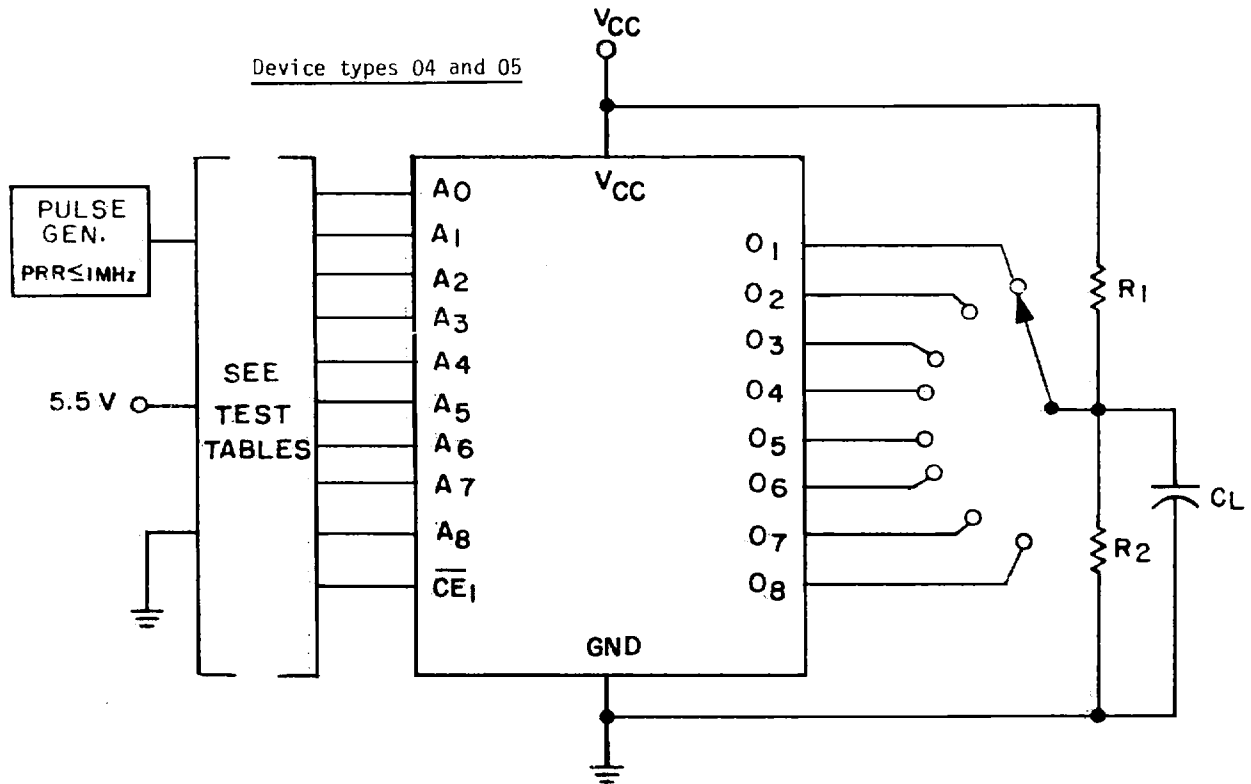 VCC
Device types 04 and 05
PULSE
GEN.
PRR≤1MHz
5.5 V
SEE
TEST
TABLES
A0
A1
A2
A3
A4
A5
A6
A7
A8
C̅E̅1
VCC
GND
O1
O2
O3
O4
O5
O6
O7
O8
R1
R2
CL